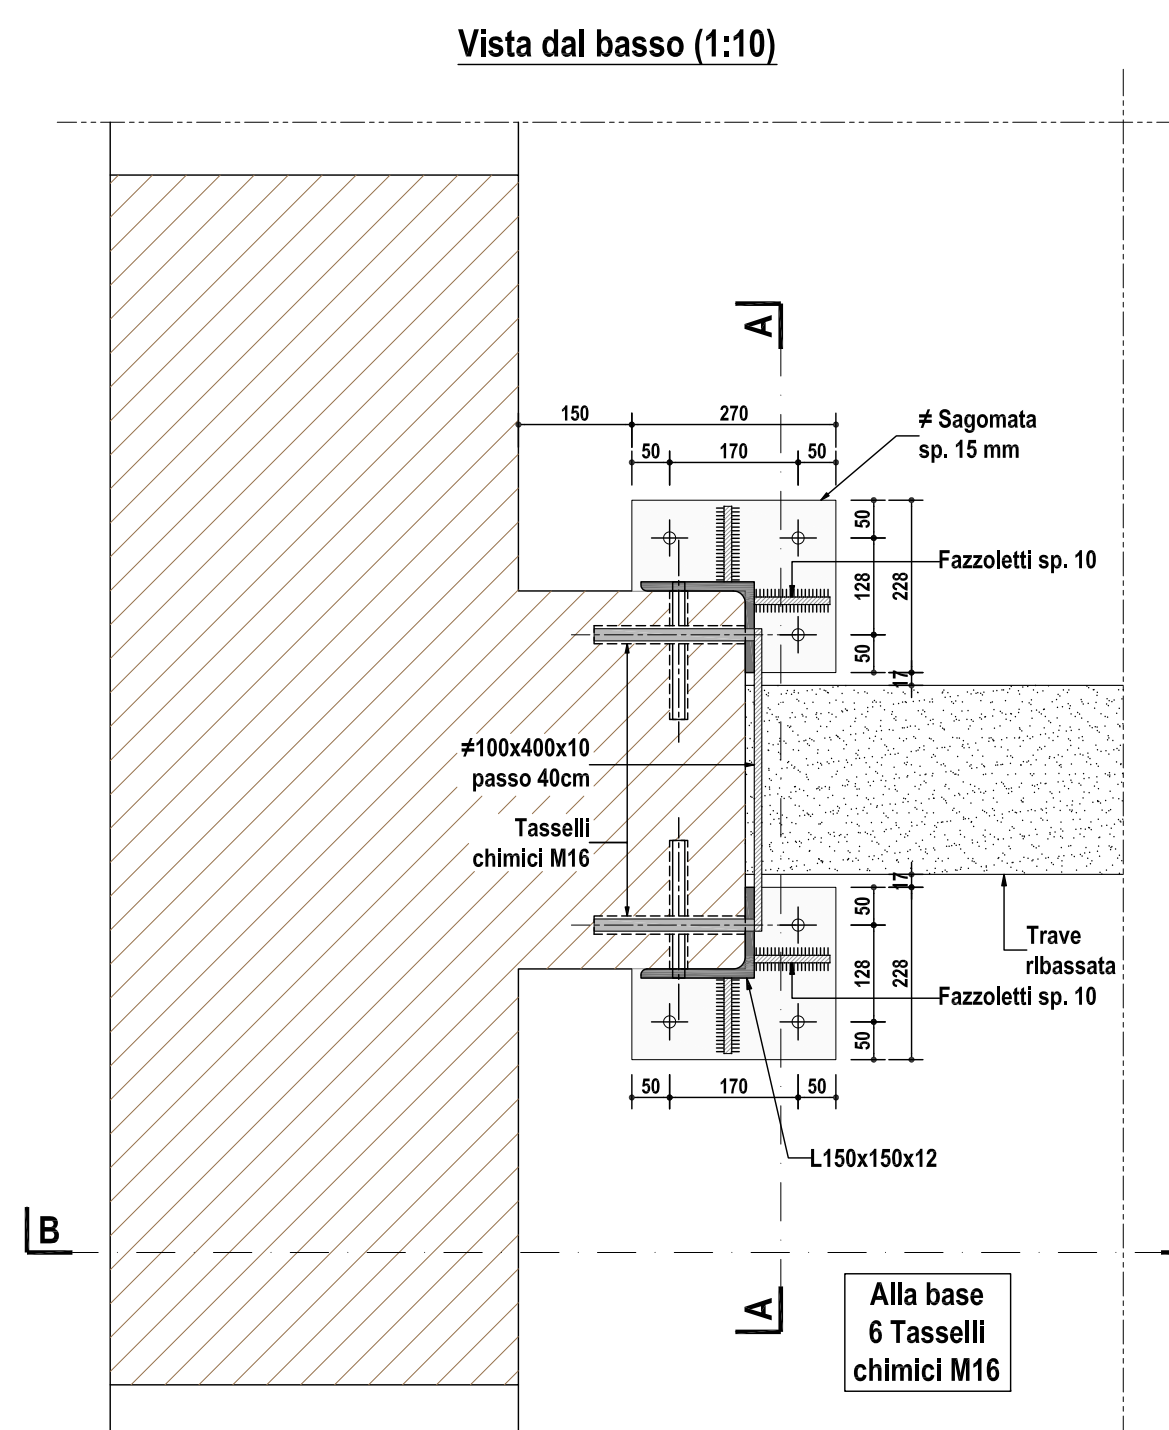 Vista dal basso (1:10)
A
150
270
50
170
50
≠ Sagomata
sp. 15 mm
50
128
228
50
17
Fazzoletti sp. 10
≠100x400x10
passo 40cm
Tasselli
chimici M16
17
50
128
228
50
Trave
rIbassata
Fazzoletti sp. 10
50
170
50
L150x150x12
B
A
Alla base
6 Tasselli
chimici M16